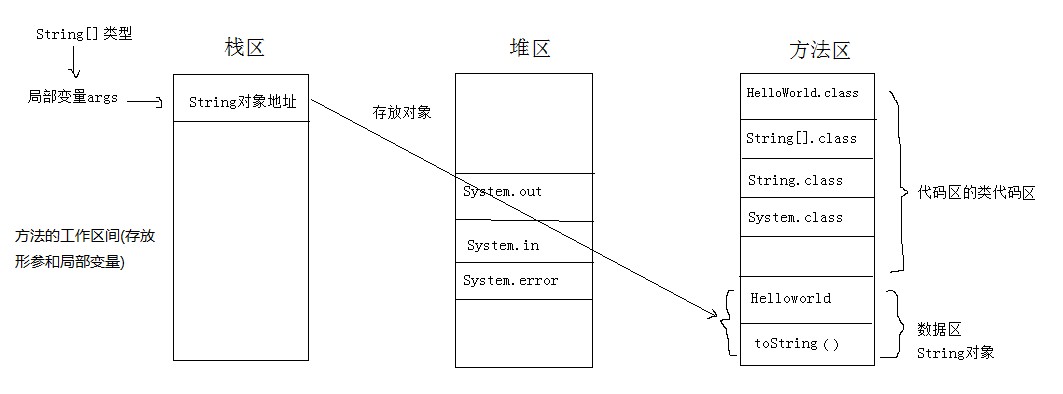 String[] 类型
局部变量args
栈区
String对象地址
方法的工作区间(存放
形参和局部变量)
存放对象
堆区
System.out
System.in
System.error
方法区
HelloWorld.class
String[].class
String.class
System.class
Helloworld
toString()
代码区的类代码区
数据区
String对象